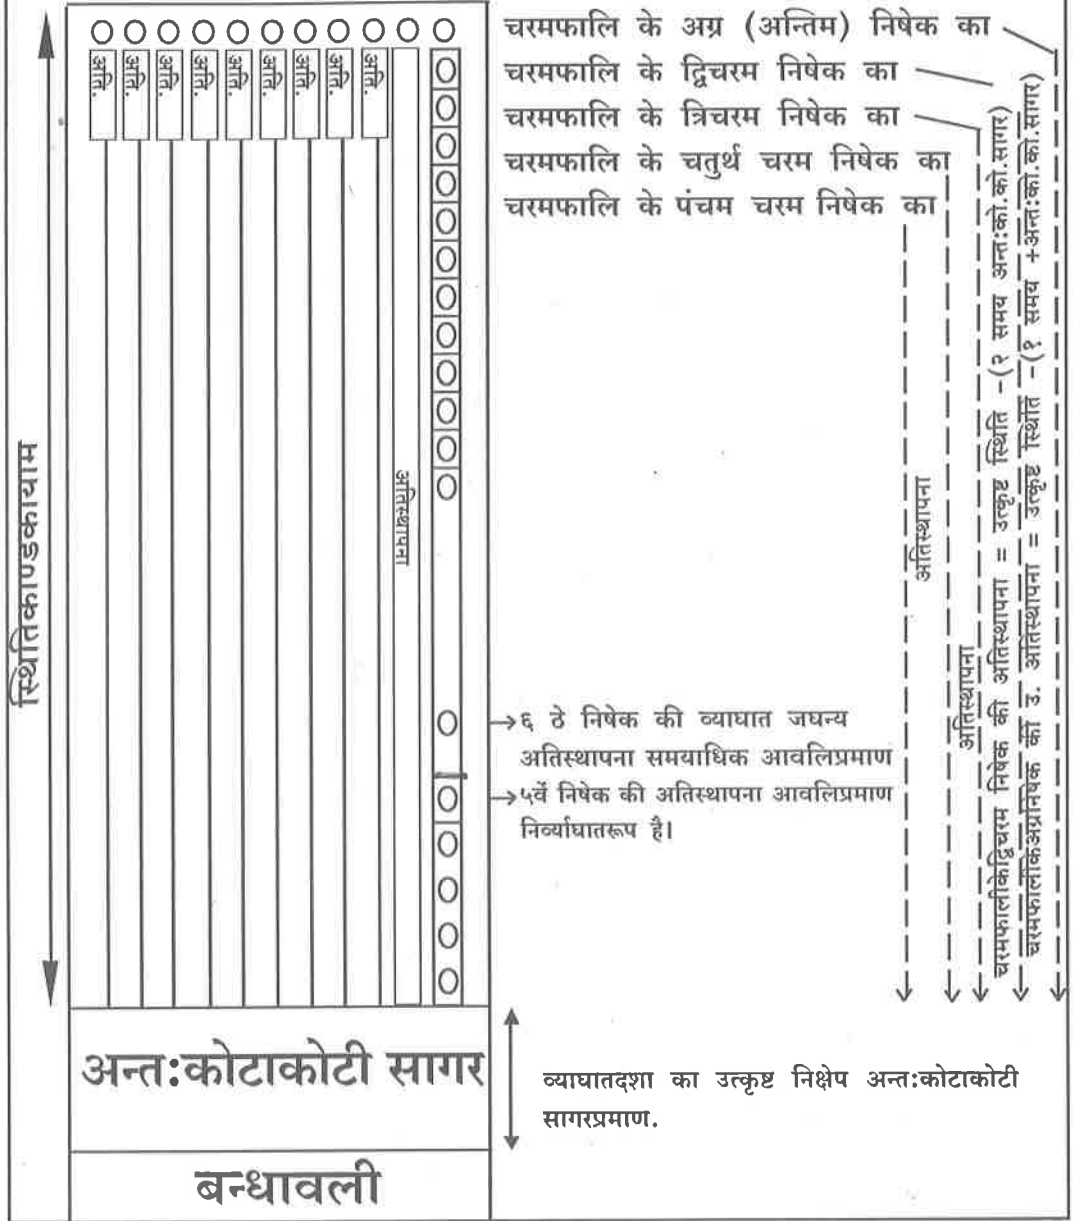 चरमफालि के अग्र (अन्तिम) निषेक का
चरमफालि के द्विचरम निषेक का
चरमफालि के त्रिचरम निषेक का
चरमफालि के चतुर्थ चरम निषेक का
चरमफालि के पंचम चरम निषेक का
अति.
अति.
अति.
अति.
अति.
अति.
अति.
अति.
अति.
अतिस्थापना
स्थितिकाण्डकायाम
अतिस्थापना
अतिस्थापना
चरमफालीकेद्विचरम निषेक की अतिस्थापना = उत्कृष्ट स्थिति -(२ समय अन्त:को.को.सागर)
चरमफालीकेअग्रनिषेक की उ. अतिस्थापना = उत्कृष्ट स्थिति -(१ समय +अन्त:को.को.सागर)
→६ ठे निषेक की व्याघात जघन्य
अतिस्थापना समयाधिक आवलिप्रमाण
→५वें निषेक की अतिस्थापना आवलिप्रमाण
निर्व्याघातरूप है।
अन्त:कोटाकोटी सागर
व्याघातदशा का उत्कृष्ट निक्षेप अन्त:कोटाकोटी
सागरप्रमाण.
बन्धावली